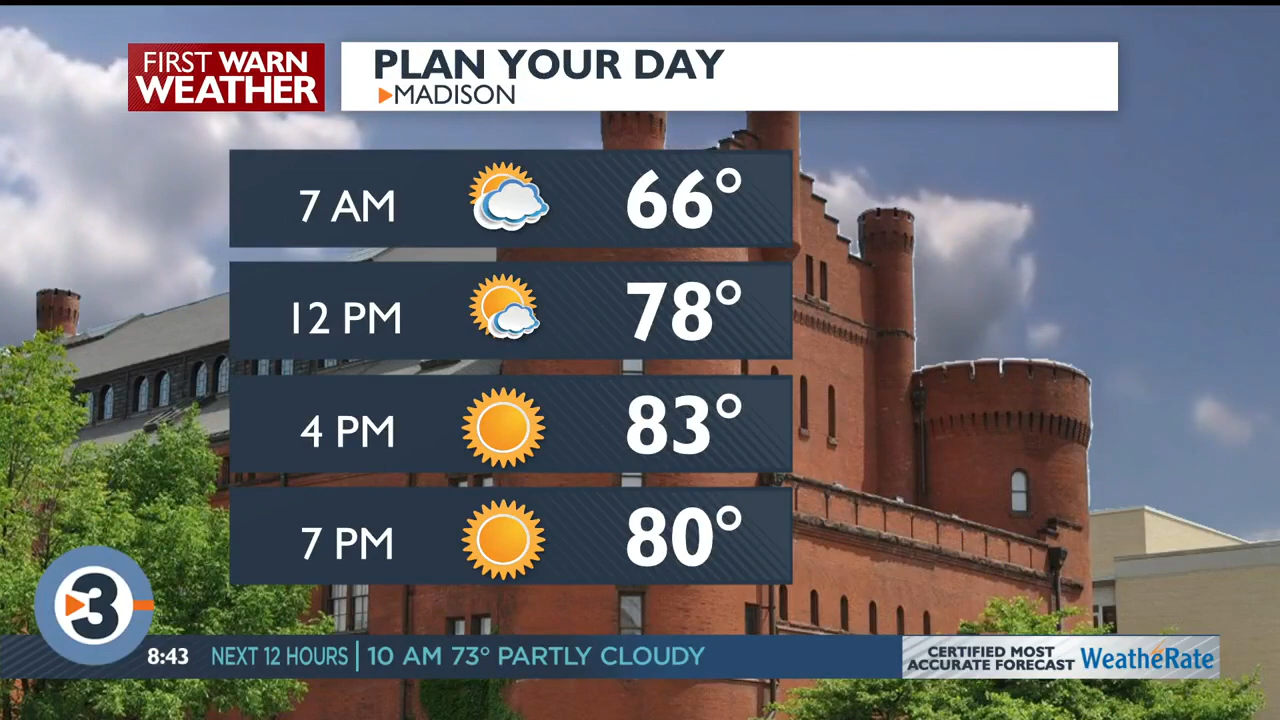 FIRST WARN
WEATHER
PLAN YOUR DAY
MADISON
7 AM 66°
12 PM 78°
4 PM 83°
7 PM 80°
3
8:43 NEXT 12 HOURS | 10 AM 73° PARTLY CLOUDY
CERTIFIED MOST
ACCURATE FORECAST WeatheRate